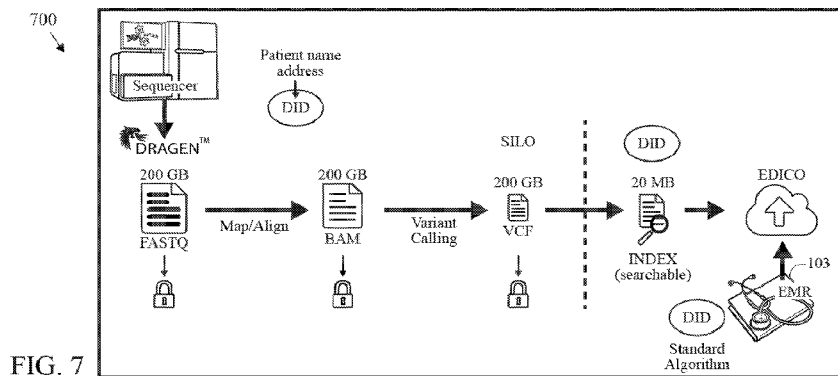 700
Sequencer
Patient name
address
DID
DRAGEN™
SILO
DID
EDICO
200 GB
FASTQ
Map/Align
200 GB
BAM
Variant
Calling
200 GB
VCF
20 MB
INDEX
(searchable)
103
EMR
DID
Standard
Algorithm
FIG. 7